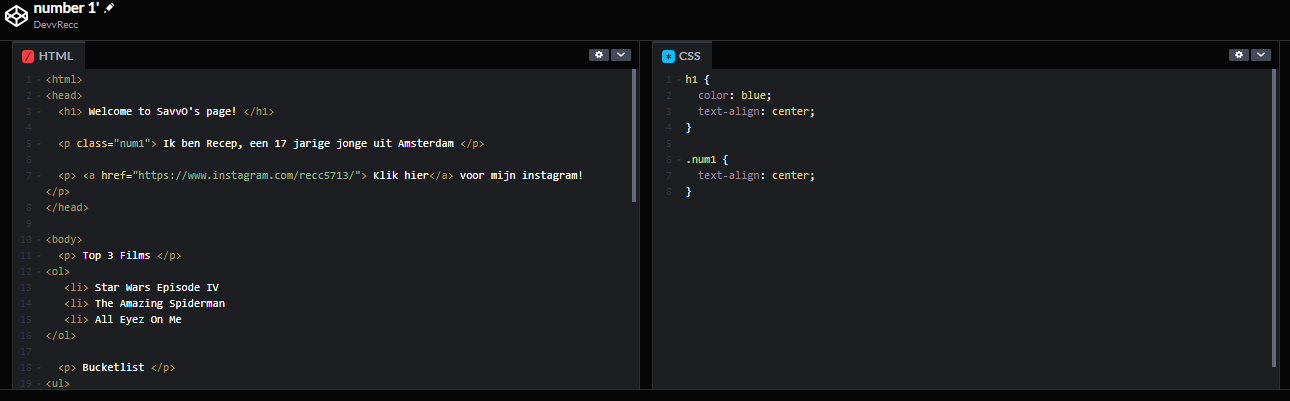 number 1'
DevvRecc
HTML
1 <html>
2 <head>
3 <h1> Welcome to SavvO's page! </h1>
4
5 <p class="num1"> Ik ben Recep, een 17 jarige jonge uit Amsterdam </p>
6
7 <p> <a href="https://www.instagram.com/recc5713/"> Klik hier</a> voor mijn instagram!
</p>
8 </head>
9
10 <body>
11 <p> Top 3 Films </p>
12 <ol>
13 <li> Star Wars Episode IV
14 <li> The Amazing Spiderman
15 <li> All Eyez On Me
16 </ol>
17
18 <p> Bucketlist </p>
19 <ul>
CSS
1 h1 {
2 color: blue;
3 text-align: center;
4 }
5
6 .num1 {
7 text-align: center;
8 }